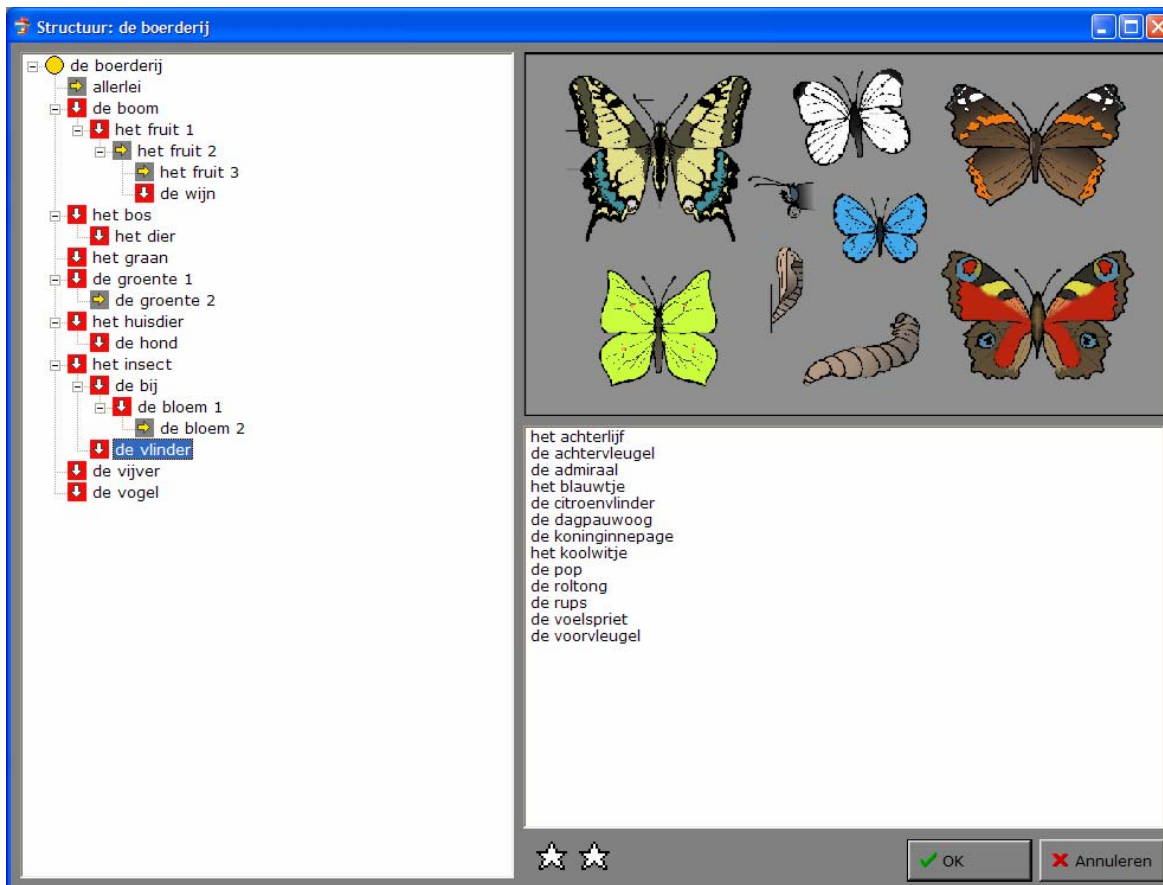 Structuur: de boerderij
de boerderij
allerlei
de boom
het fruit 1
het fruit 2
het fruit 3
de wijn
het bos
het dier
het graan
de groente 1
de groente 2
het huisdier
de hond
het insect
de bij
de bloem 1
de bloem 2
de vlinder
de vijver
de vogel
het achterlijf
de achtervleugel
de admiraal
het blauwtje
de citroenvlinder
de dagpauwoog
de koninginnepage
het koolwitje
de pop
de roltong
de rups
de voelspriet
de voorvleugel
OK
Annuleren